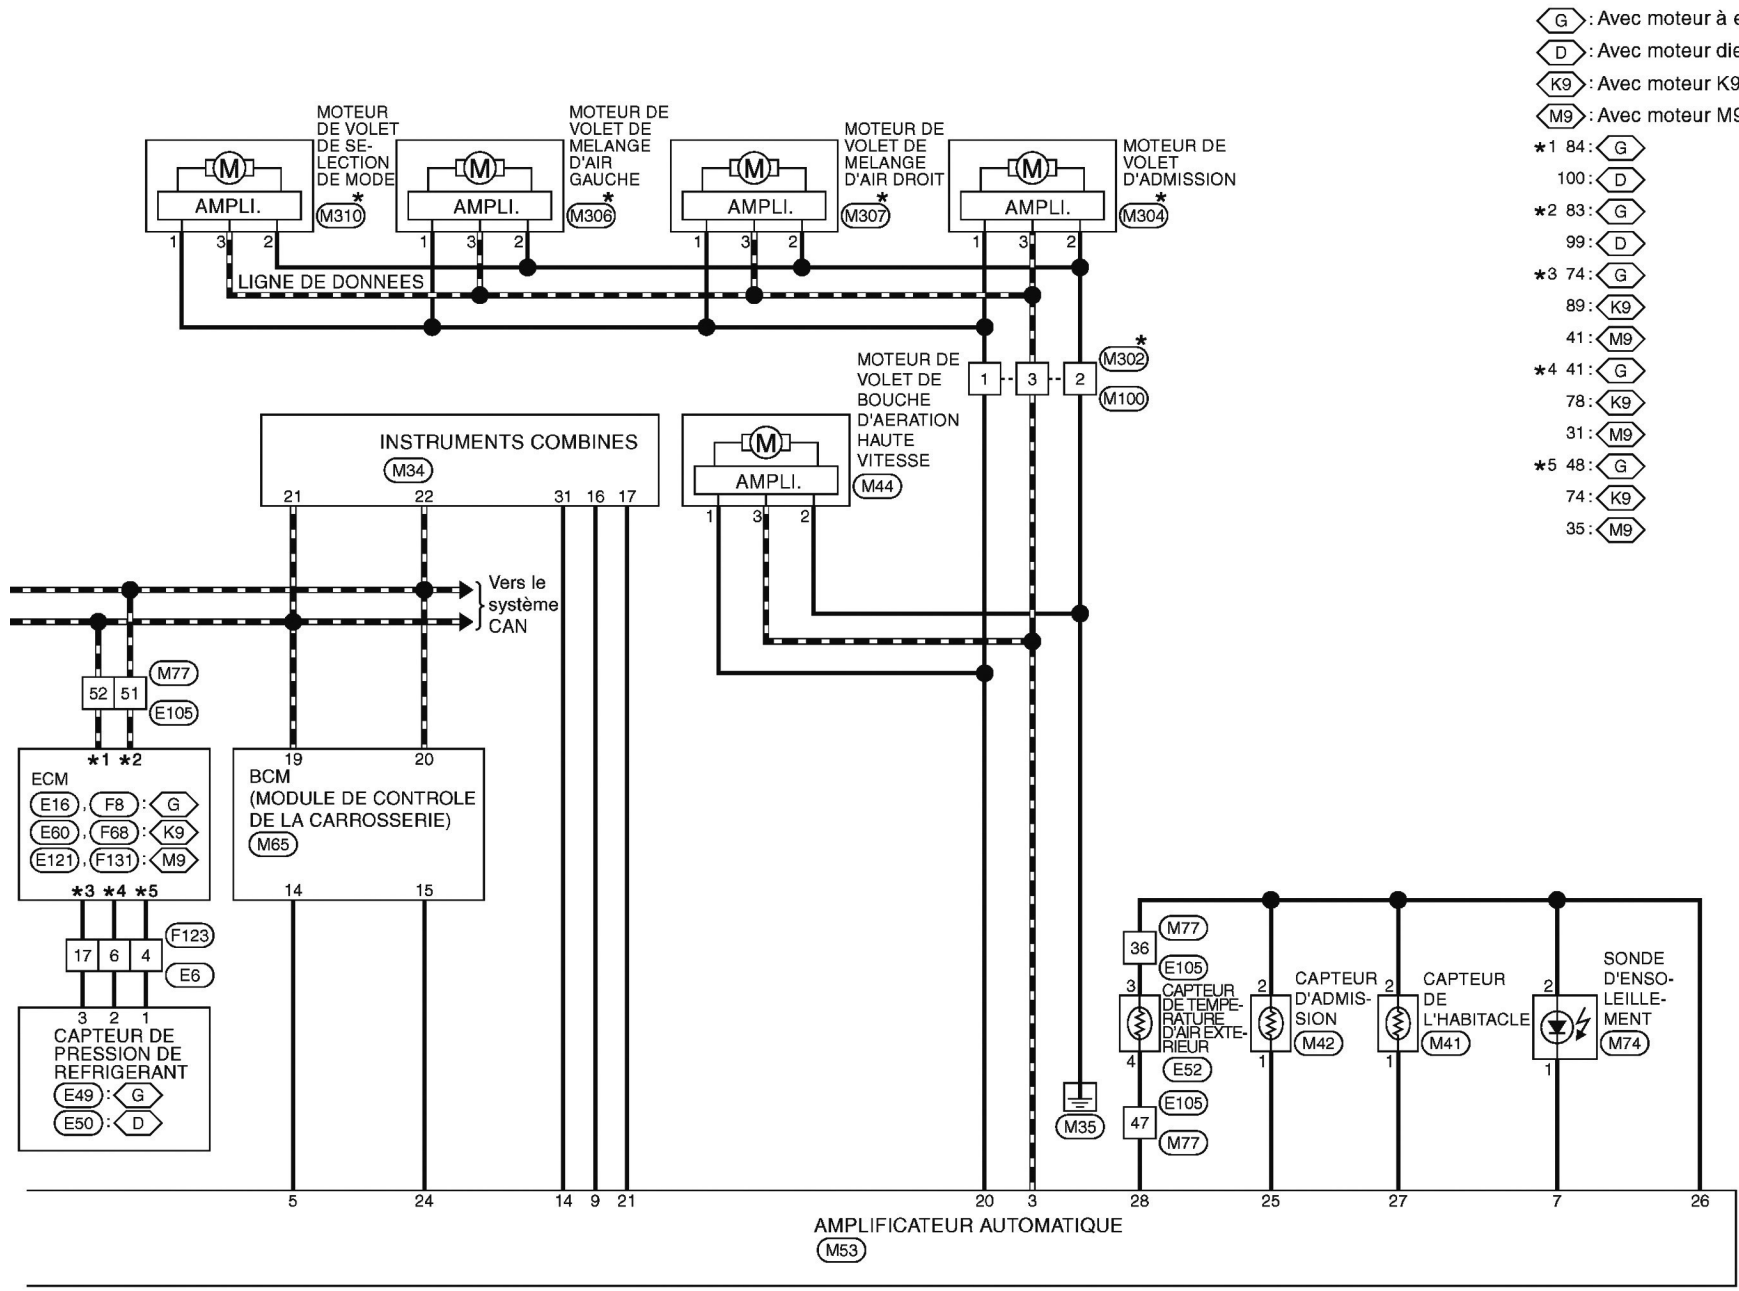 G : Avec moteur à e
D : Avec moteur die
K9 : Avec moteur K9
M9 : Avec moteur M9
*1 84: G
100: D
*2 83: G
99: D
*3 74: G
89: K9
41: M9
*4 41: G
78: K9
31: M9
*5 48: G
74: K9
35: M9
MOTEUR
DE VOLET
DE SE-
LECTION
DE MODE
*
M310
M
AMPLI.
1 3 2
MOTEUR DE
VOLET DE
MELANGE
D'AIR
GAUCHE
*
M306
M
AMPLI.
1 3 2
MOTEUR DE
VOLET DE
MELANGE
D'AIR DROIT
*
M307
M
AMPLI.
1 3 2
MOTEUR DE
VOLET
D'ADMISSION
*
M304
M
AMPLI.
1 3 2
LIGNE DE DONNEES
1 3 2
*
M302
M100
MOTEUR DE
VOLET DE
BOUCHE
D'AERATION
HAUTE
VITESSE
M44
M
AMPLI.
1 3 2
INSTRUMENTS COMBINES
M34
21 22 31 16 17
Vers le
système
CAN
52 51
M77
E105
*1 *2
ECM
E16 , F8 : G
E60 , F68 : K9
E121 , F131 : M9
*3 *4 *5
19 20
BCM
(MODULE DE CONTROLE
DE LA CARROSSERIE)
M65
14 15
17 6 4
F123
E6
3 2 1
CAPTEUR DE
PRESSION DE
REFRIGERANT
E49 : G
E50 : D
36
M77
E105
3
CAPTEUR
DE TEMPE-
RATURE
D'AIR EXTE-
RIEUR
E52
4
47
E105
M77
2
CAPTEUR
D'ADMIS-
SION
M42
1
2
CAPTEUR
DE
L'HABITACLE
M41
1
2
SONDE
D'ENSO-
LEILLE-
MENT
M74
1
M35
5 24 14 9 21 20 3 28 25 27 7 26
AMPLIFICATEUR AUTOMATIQUE
M53